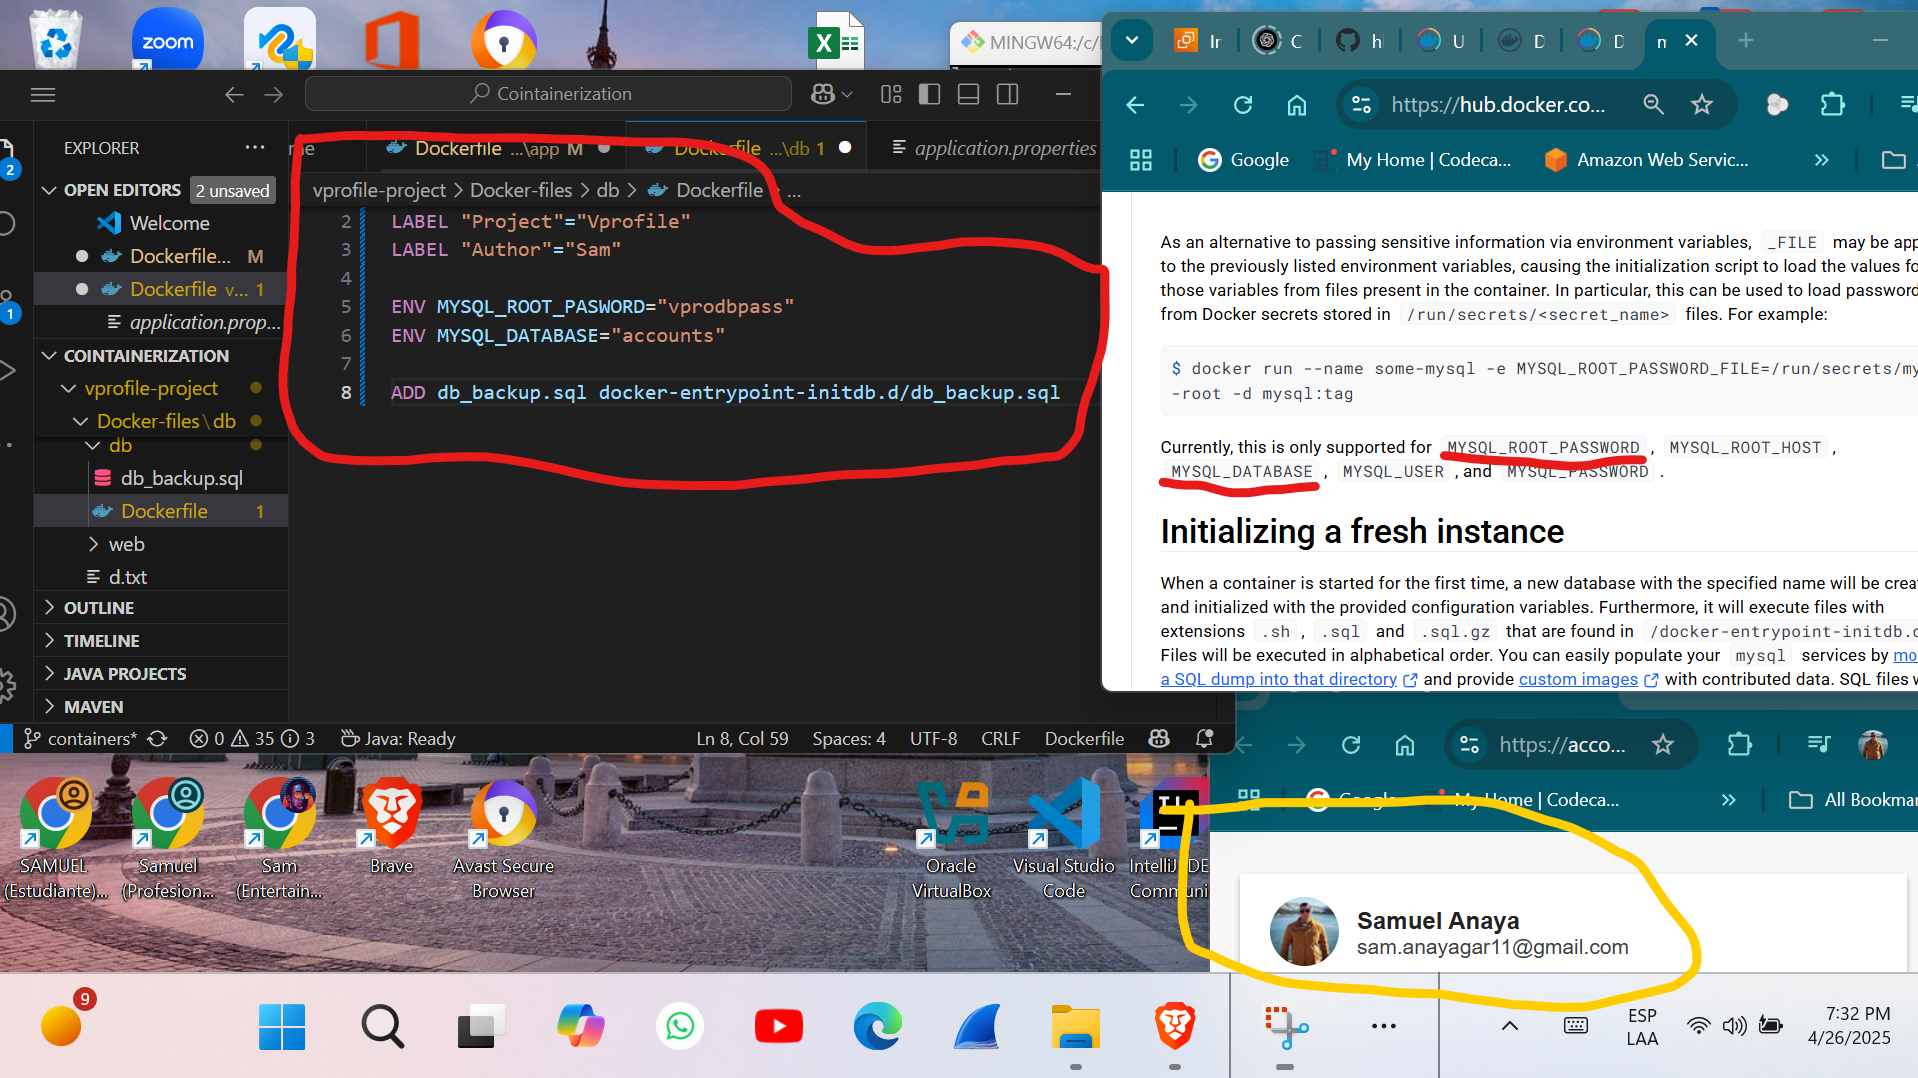 zoom
MINGW64:/c/
Cointainerization
Ir
C
h
U
D
D
n
https://hub.docker.co...
Google
My Home | Codeca...
Amazon Web Servic...
EXPLORER
me
Dockerfile ...\app M
Dockerfile ...\db 1
application.properties
OPEN EDITORS
2 unsaved
vprofile-project > Docker-files > db > Dockerfile ...
Welcome
Dockerfile... M
Dockerfile v... 1
application.prop...
COINTAINERIZATION
vprofile-project
Docker-files\db
db
db_backup.sql
Dockerfile 1
web
d.txt
OUTLINE
TIMELINE
JAVA PROJECTS
MAVEN
2
1
2 LABEL "Project"="Vprofile"
3 LABEL "Author"="Sam"
4
5 ENV MYSQL_ROOT_PASWORD="vprodbpass"
6 ENV MYSQL_DATABASE="accounts"
7
8 ADD db_backup.sql docker-entrypoint-initdb.d/db_backup.sql
containers* 0 35 3 Java: Ready
Ln 8, Col 59 Spaces: 4 UTF-8 CRLF Dockerfile
As an alternative to passing sensitive information via environment variables, _FILE may be app
to the previously listed environment variables, causing the initialization script to load the values fo
those variables from files present in the container. In particular, this can be used to load password
from Docker secrets stored in /run/secrets/<secret_name> files. For example:
$ docker run --name some-mysql -e MYSQL_ROOT_PASSWORD_FILE=/run/secrets/my
-root -d mysql:tag
Currently, this is only supported for MYSQL_ROOT_PASSWORD , MYSQL_ROOT_HOST ,
MYSQL_DATABASE , MYSQL_USER , and MYSQL_PASSWORD .
Initializing a fresh instance
When a container is started for the first time, a new database with the specified name will be crea
and initialized with the provided configuration variables. Furthermore, it will execute files with
extensions .sh , .sql and .sql.gz that are found in /docker-entrypoint-initdb.d
Files will be executed in alphabetical order. You can easily populate your mysql services by mo
a SQL dump into that directory and provide custom images with contributed data. SQL files w
https://acco...
Google
My Home | Codeca...
All Bookmar
Samuel Anaya
sam.anayagar11@gmail.com
SAMUEL
(Estudiante)...
Samuel
(Profesion...
Sam
(Entertain...
Brave
Avast Secure
Browser
Oracle
VirtualBox
Visual Studio
Code
IntelliJ IDE
Communi
9
ESP
LAA
7:32 PM
4/26/2025